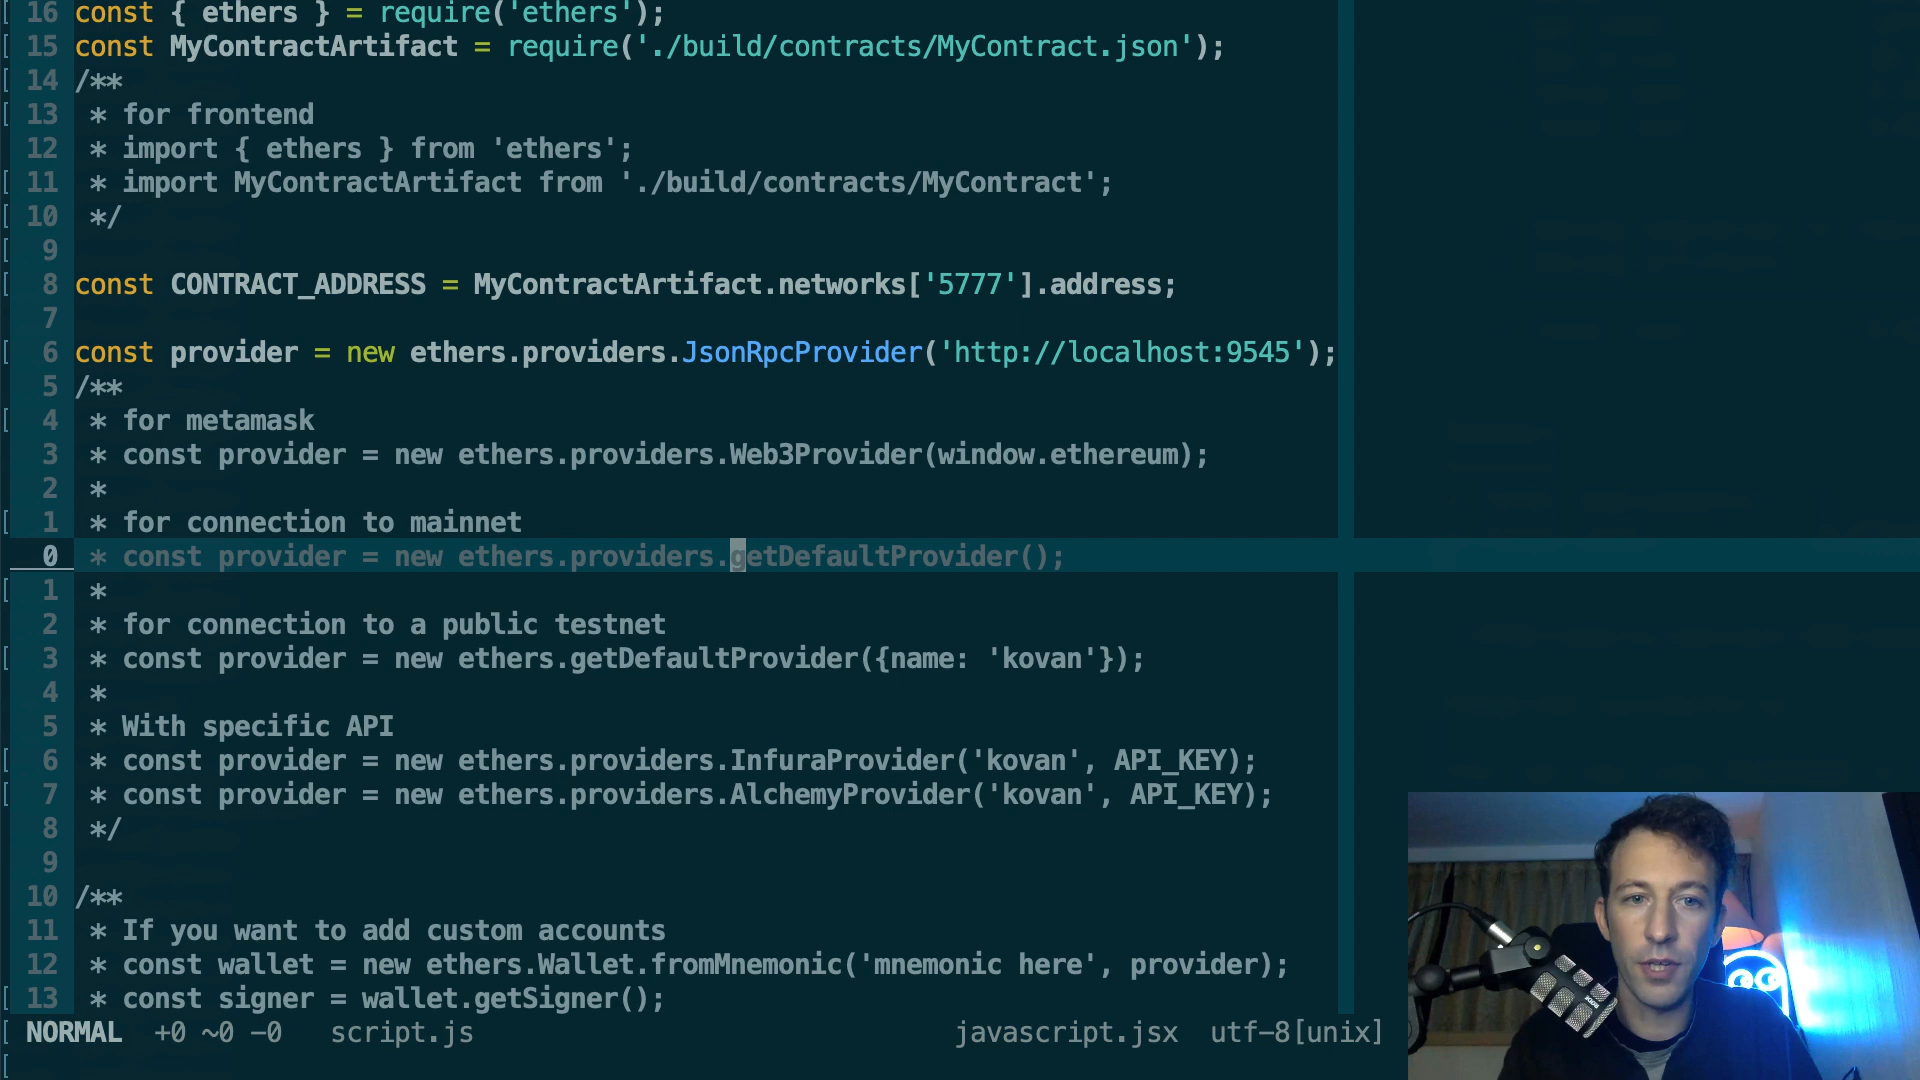 16 const { ethers } = require('ethers');
15 const MyContractArtifact = require('./build/contracts/MyContract.json');
14 /**
13  * for frontend
12  * import { ethers } from 'ethers';
11  * import MyContractArtifact from './build/contracts/MyContract';
10  */
9
8 const CONTRACT_ADDRESS = MyContractArtifact.networks['5777'].address;
7
6 const provider = new ethers.providers.JsonRpcProvider('http://localhost:9545');
5 /**
4  * for metamask
3  * const provider = new ethers.providers.Web3Provider(window.ethereum);
2  *
1  * for connection to mainnet
0  * const provider = new ethers.providers.getDefaultProvider();
1  *
2  * for connection to a public testnet
3  * const provider = new ethers.getDefaultProvider({name: 'kovan'});
4  *
5  * With specific API
6  * const provider = new ethers.providers.InfuraProvider('kovan', API_KEY);
7  * const provider = new ethers.providers.AlchemyProvider('kovan', API_KEY);
8  */
9
10 /**
11  * If you want to add custom accounts
12  * const wallet = new ethers.Wallet.fromMnemonic('mnemonic here', provider);
13  * const signer = wallet.getSigner();
NORMAL +0 ~0 -0 script.js javascript.jsx utf-8[unix]